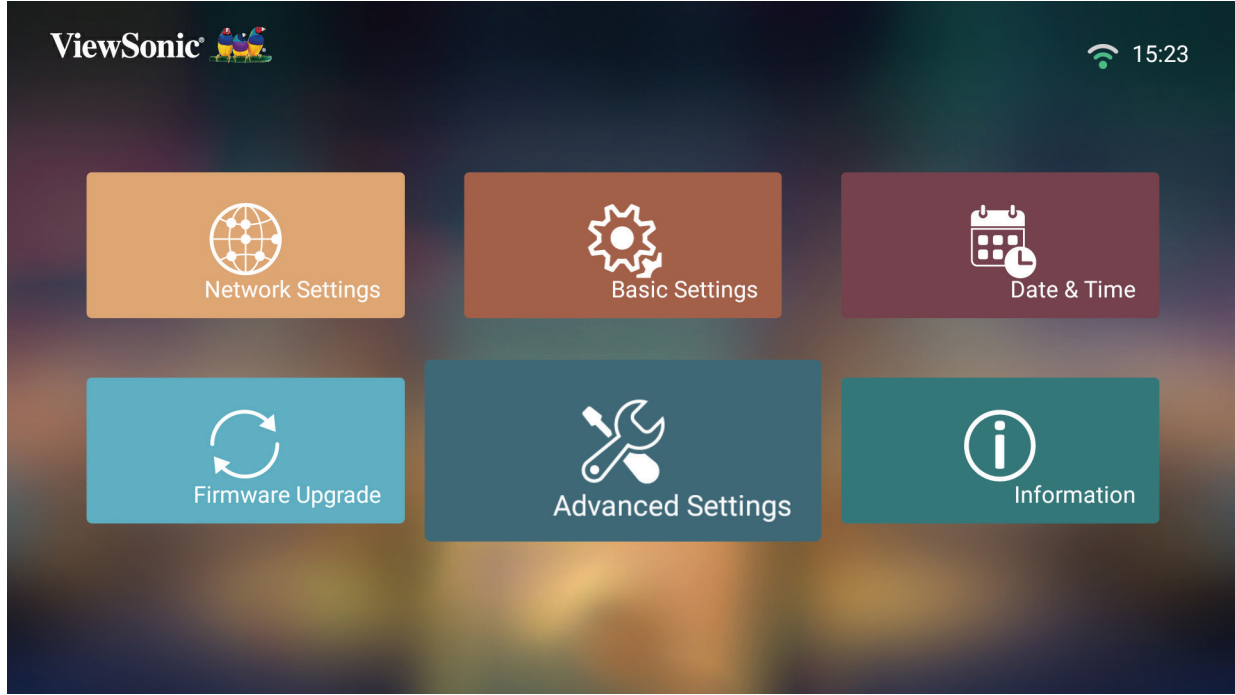 ViewSonic®
15:23
Network Settings
Basic Settings
Date & Time
Firmware Upgrade
Advanced Settings
Information